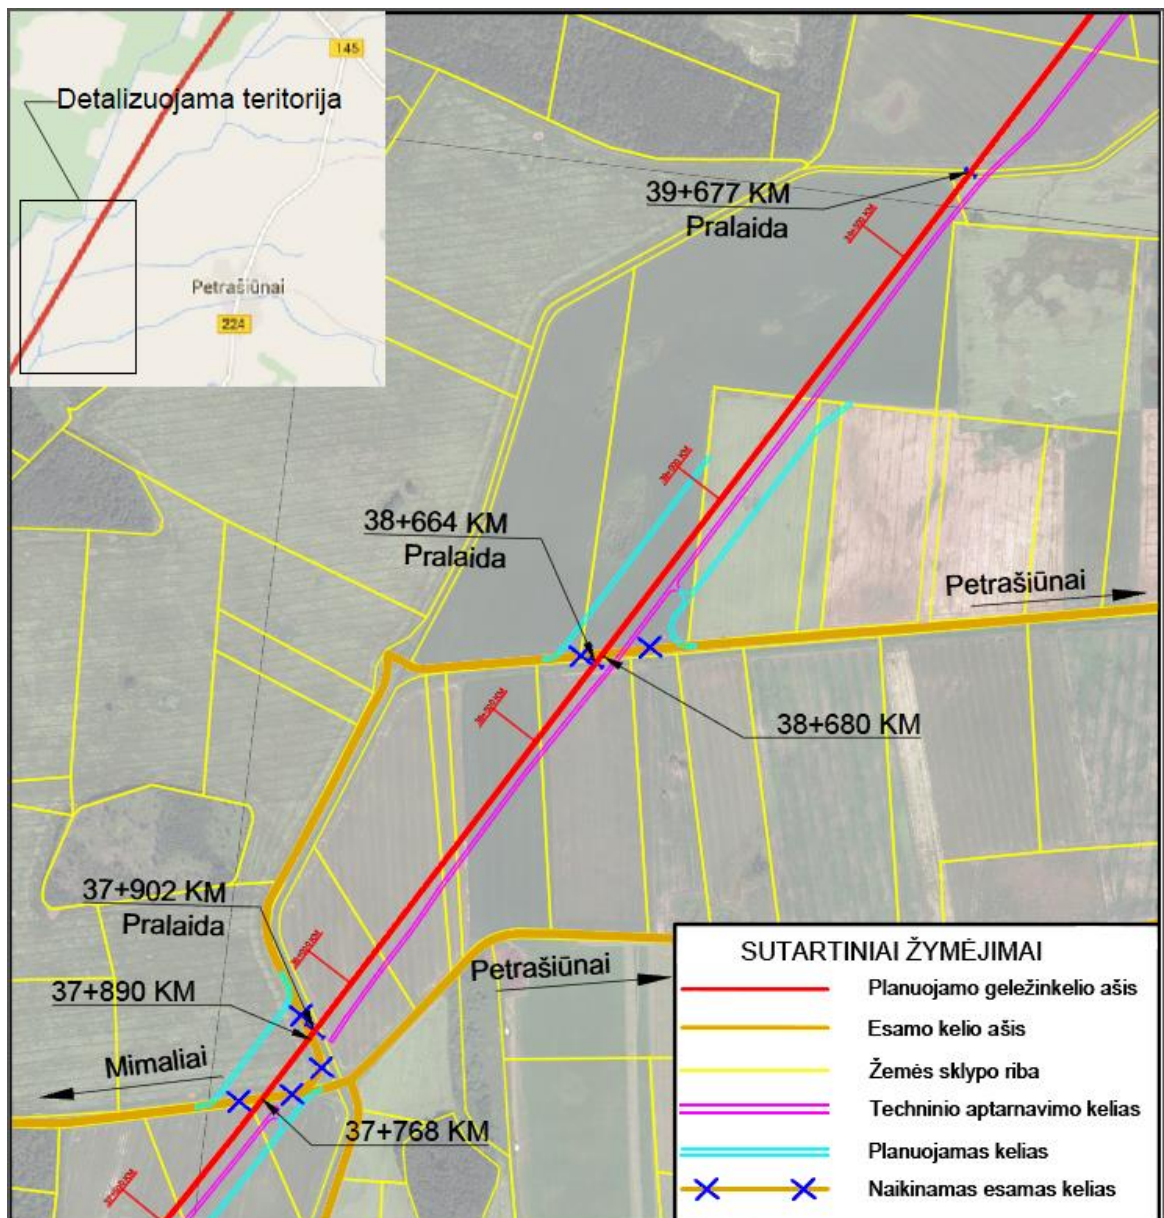 145
Detalizuojama teritorija
Petrašiūnai
224
39+677 KM
Pralaida
38+664 KM
Pralaida
Petrašiūnai
38+680 KM
37+902 KM
Pralaida
37+890 KM
Petrašiūnai
Mimaliai
37+768 KM
SUTARTINIAI ŽYMĖJIMAI
Planuojamo geležinkelio ašis
Esamo kelio ašis
Žemės sklypo riba
Techninio aptarnavimo kelias
Planuojamas kelias
Naikinamas esamas kelias